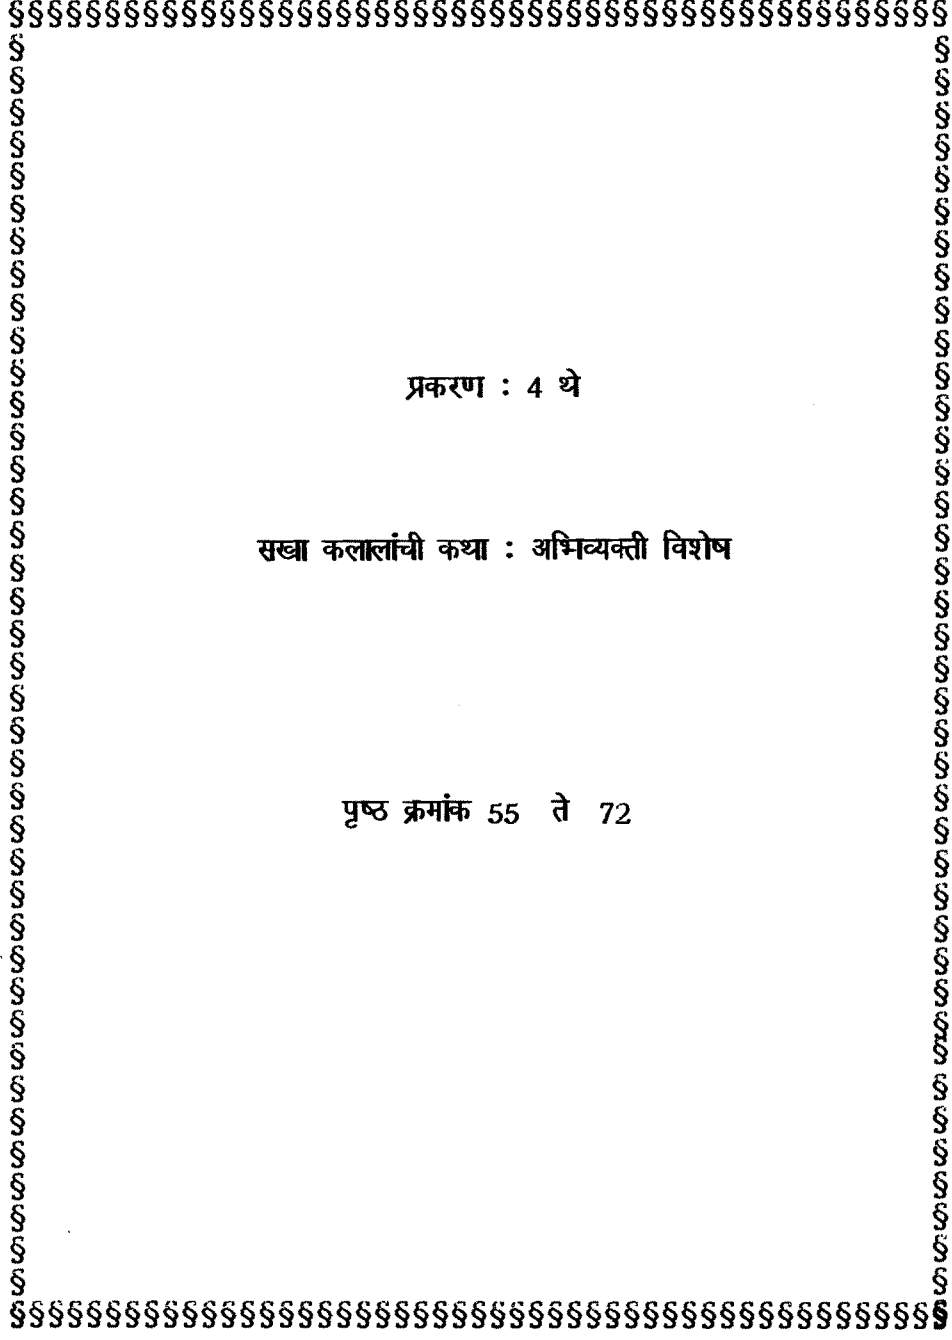 प्रकरण : 4 थे
सखा कलालांची कथा : अभिव्यक्ती विशेष
पृष्ठ क्रमांक 55 ते 72